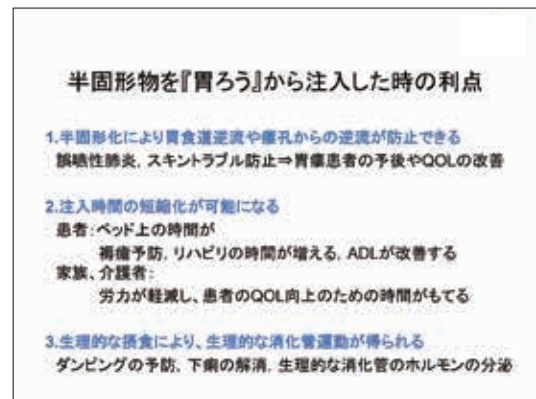 半固形物を『胃ろう』から注入した時の利点
1.半固形化により胃食道逆流や瘻孔からの逆流が防止できる
誤嚥性肺炎, スキントラブル防止⇒胃瘻患者の予後やQOLの改善
2.注入時間の短縮化が可能になる
患者:ベッド上の時間が
褥瘡予防, リハビリの時間が増える, ADLが改善する
家族、介護者:
労力が軽減し、患者のQOL向上のための時間がもてる
3.生理的な摂食により、生理的な消化管運動が得られる
ダンピングの予防, 下痢の解消, 生理的な消化管のホルモンの分泌